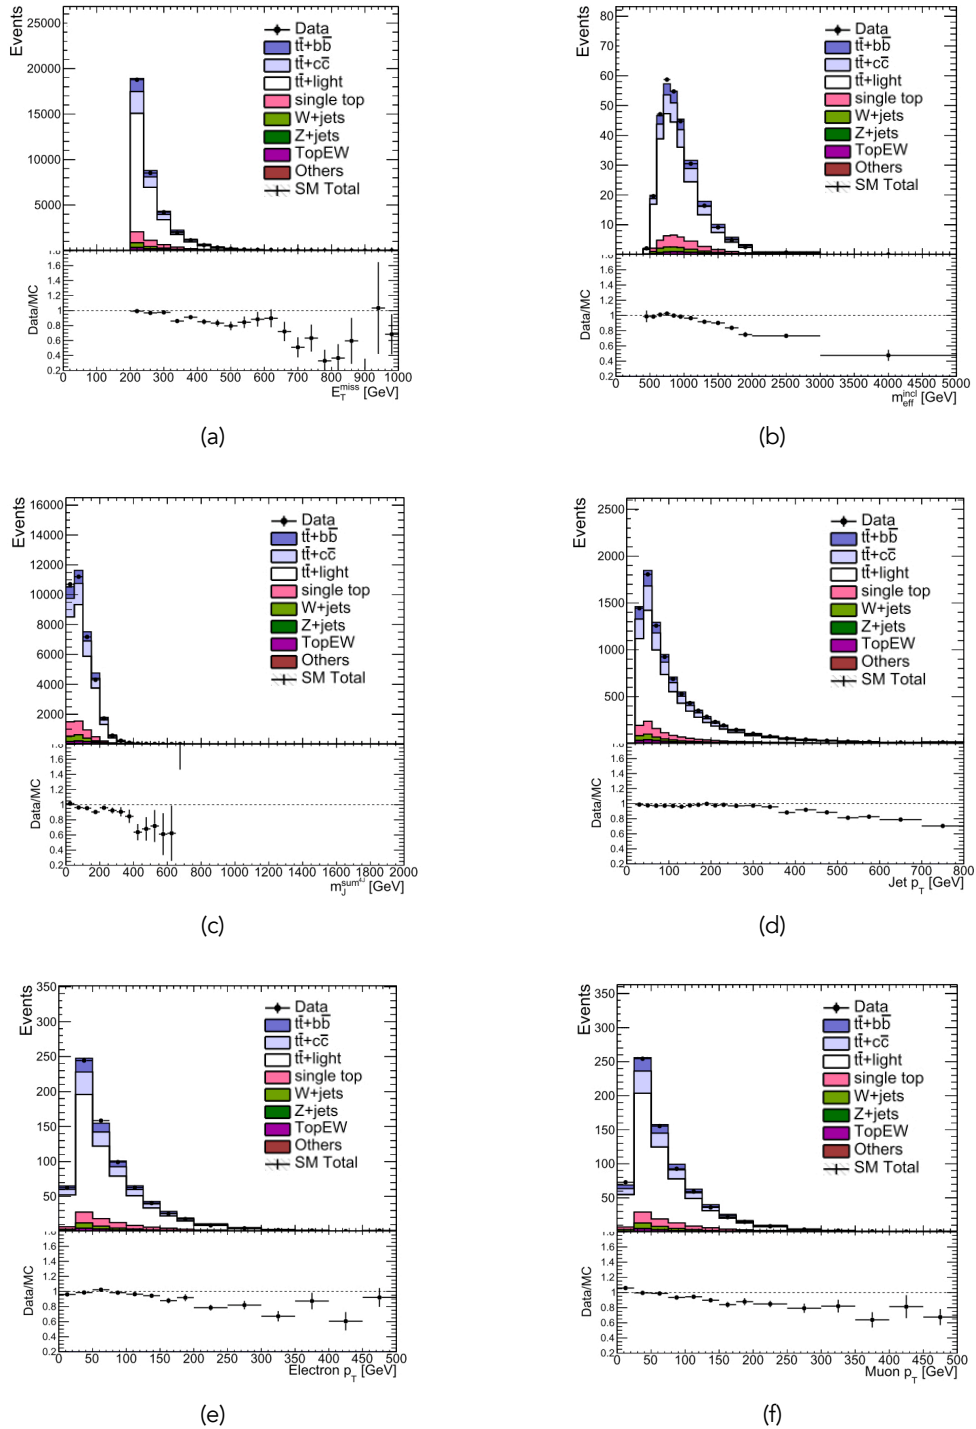 Events
25000
20000
15000
10000
5000
Data
tt̄+bb̄
tt̄+cc̄
tt̄+light
single top
W+jets
Z+jets
TopEW
Others
SM Total
Data/MC
1.6
1.4
1.2
1
0.8
0.6
0.4
0.2
0 100 200 300 400 500 600 700 800 900 1000
E_T^miss [GeV]
(a)
Events
80
70
60
50
40
30
20
10
Data
tt̄+bb̄
tt̄+cc̄
tt̄+light
single top
W+jets
Z+jets
TopEW
Others
SM Total
Data/MC
1.6
1.4
1.2
1
0.8
0.6
0.4
0.2
0 500 1000 1500 2000 2500 3000 3500 4000 4500 5000
m_eff^incl [GeV]
(b)
Events
16000
14000
12000
10000
8000
6000
4000
2000
Data
tt̄+bb̄
tt̄+cc̄
tt̄+light
single top
W+jets
Z+jets
TopEW
Others
SM Total
Data/MC
1.6
1.4
1.2
1
0.8
0.6
0.4
0.2
0 200 400 600 800 1000 1200 1400 1600 1800 2000
m_J^sum [GeV]
(c)
Events
2500
2000
1500
1000
500
Data
tt̄+bb̄
tt̄+cc̄
tt̄+light
single top
W+jets
Z+jets
TopEW
Others
SM Total
Data/MC
1.6
1.4
1.2
1
0.8
0.6
0.4
0.2
0 100 200 300 400 500 600 700 800
Jet p_T [GeV]
(d)
Events
350
300
250
200
150
100
50
Data
tt̄+bb̄
tt̄+cc̄
tt̄+light
single top
W+jets
Z+jets
TopEW
Others
SM Total
Data/MC
1.8
1.6
1.4
1.2
1
0.8
0.6
0.4
0.2
0 50 100 150 200 250 300 350 400 450 500
Electron p_T [GeV]
(e)
Events
350
300
250
200
150
100
50
Data
tt̄+bb̄
tt̄+cc̄
tt̄+light
single top
W+jets
Z+jets
TopEW
Others
SM Total
Data/MC
1.8
1.6
1.4
1.2
1
0.8
0.6
0.4
0.2
0 50 100 150 200 250 300 350 400 450 500
Muon p_T [GeV]
(f)